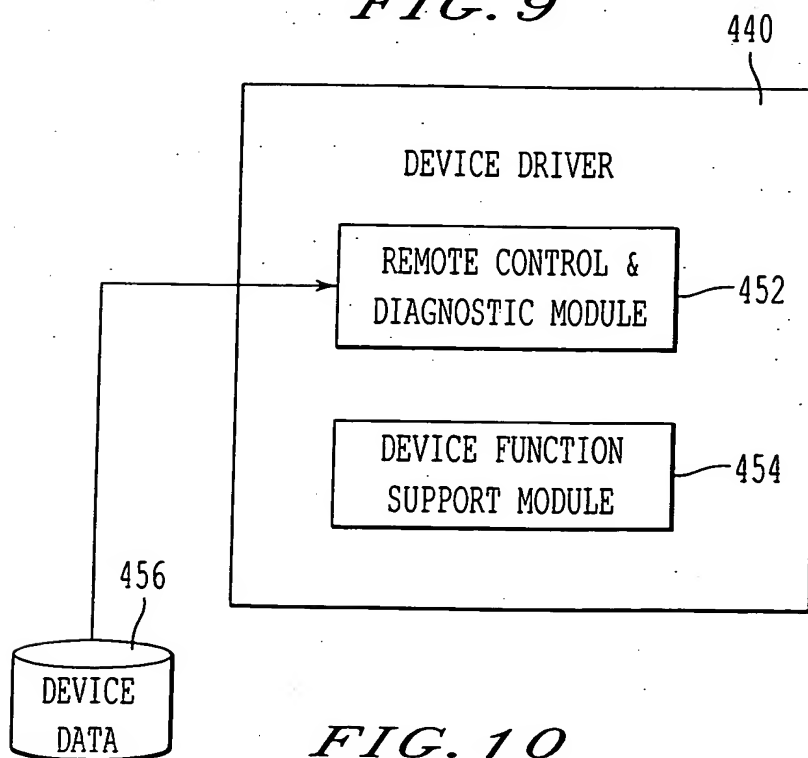 FIG. 9
440
DEVICE DRIVER
REMOTE CONTROL &
DIAGNOSTIC MODULE
452
DEVICE FUNCTION
SUPPORT MODULE
454
456
DEVICE
DATA
FIG. 10